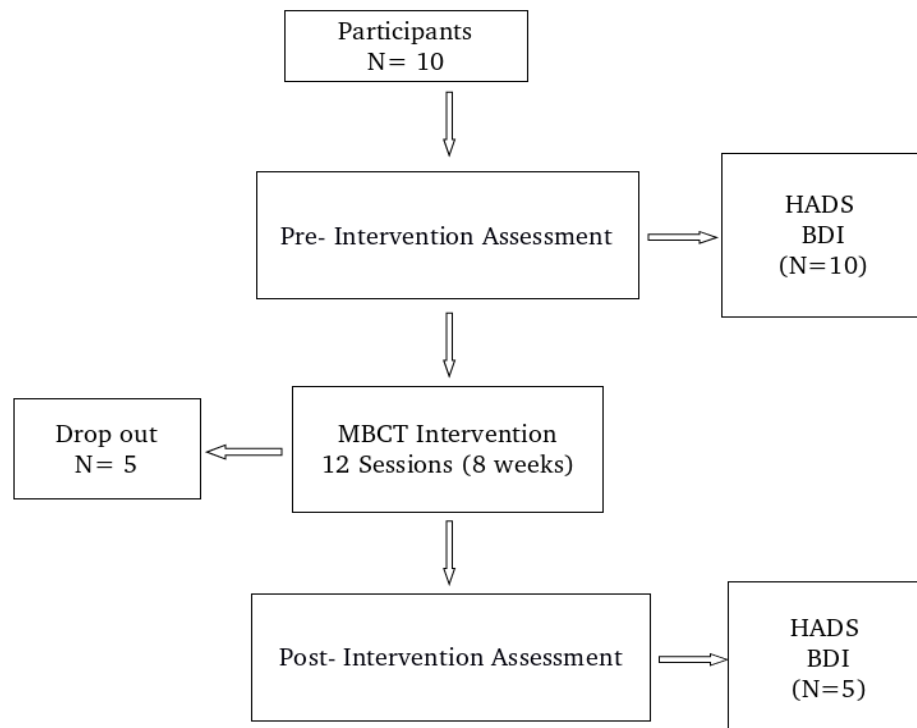 Participants
N= 10
Pre- Intervention Assessment
HADS
BDI
(N=10)
MBCT Intervention
12 Sessions (8 weeks)
Drop out
N= 5
Post- Intervention Assessment
HADS
BDI
(N=5)